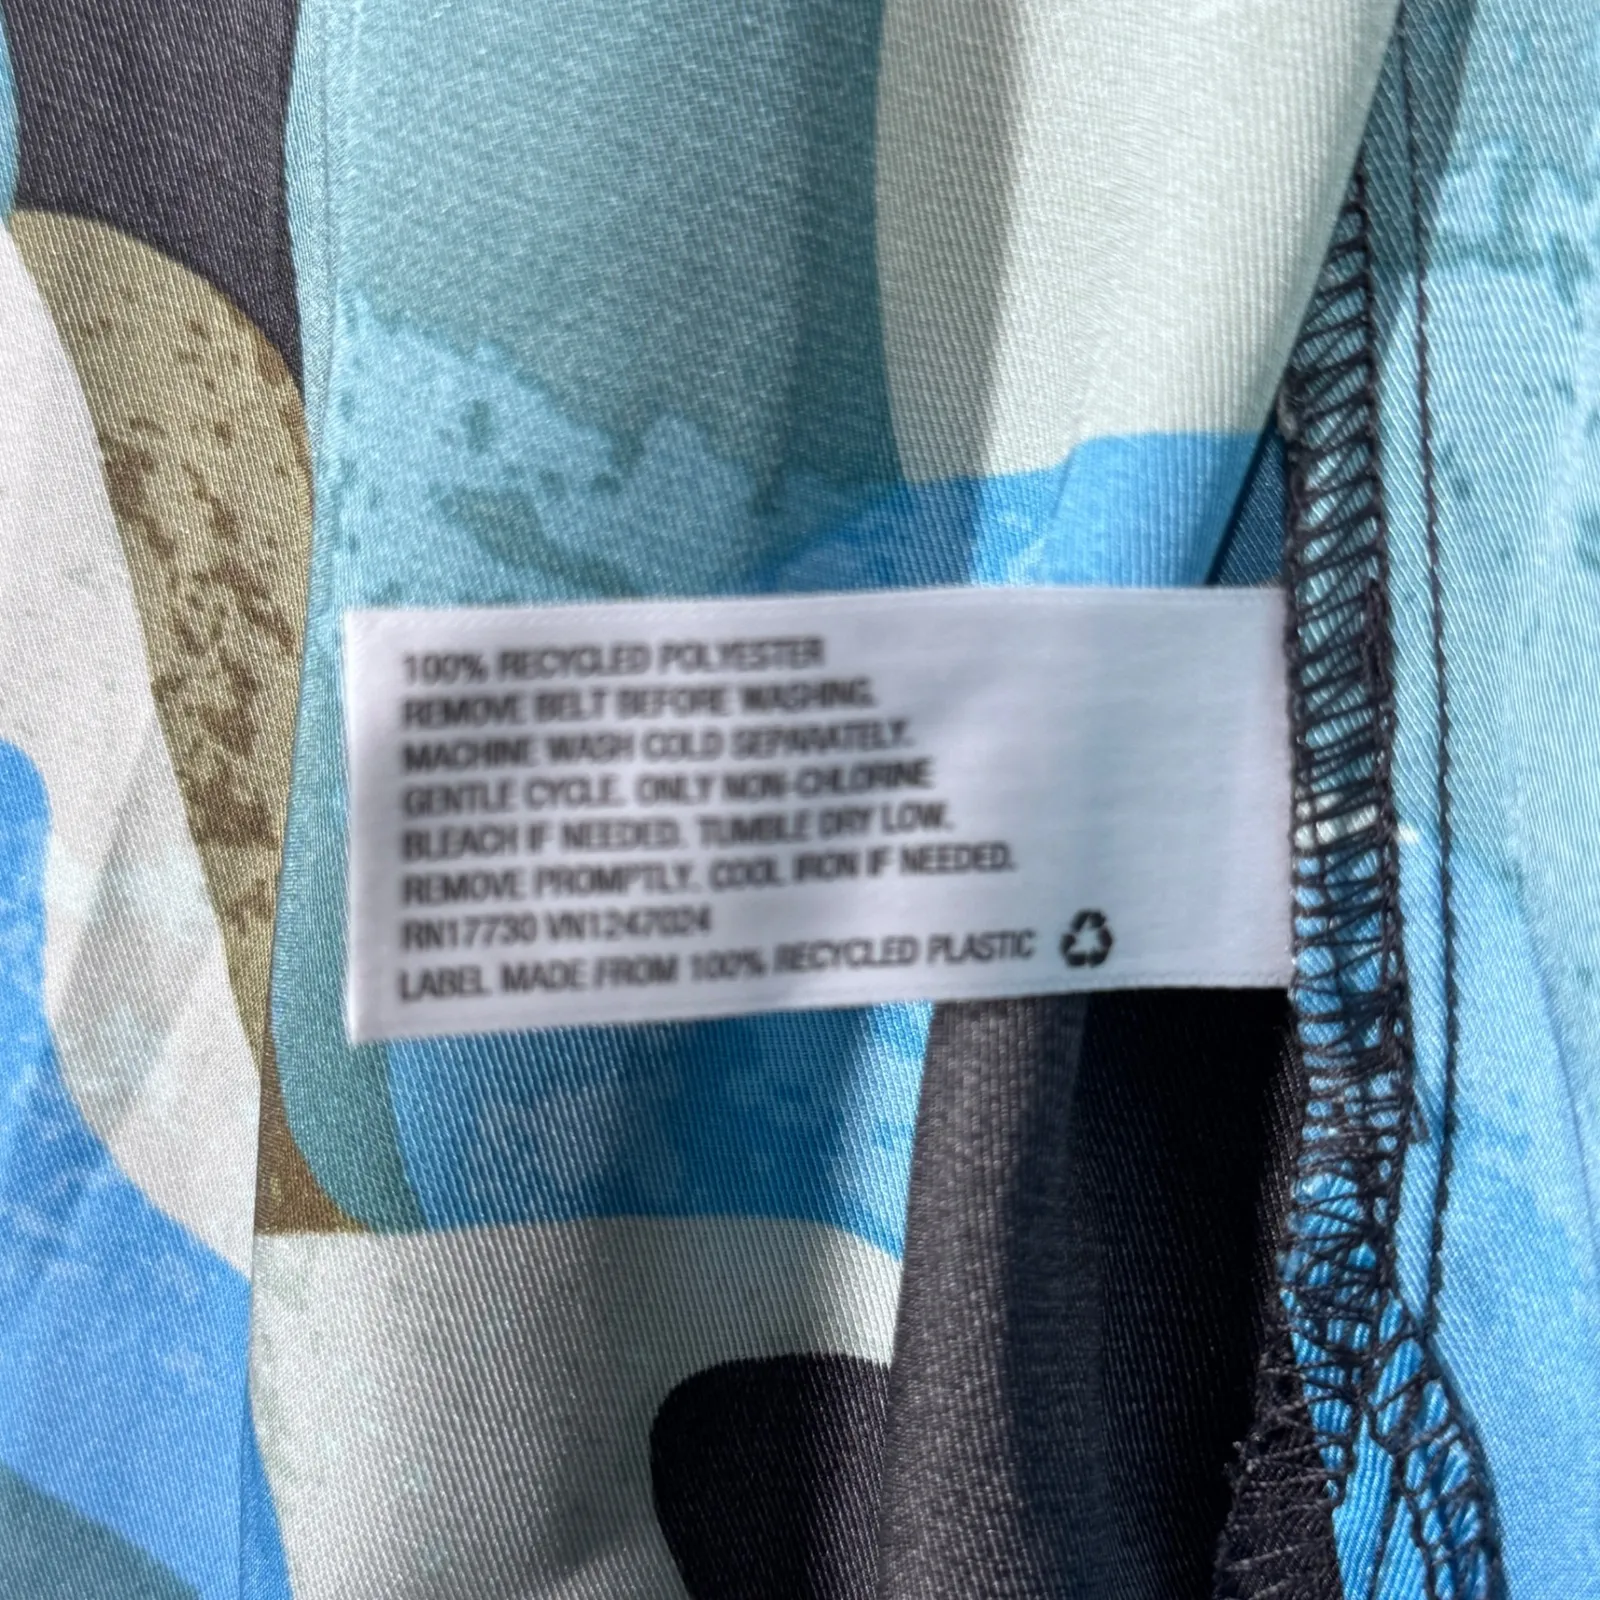 100% RECYCLED POLYESTER
REMOVE BELT BEFORE WASHING.
MACHINE WASH COLD SEPARATELY.
GENTLE CYCLE. ONLY NON-CHLORINE
BLEACH IF NEEDED. TUMBLE DRY LOW.
REMOVE PROMPTLY. COOL IRON IF NEEDED.
RN17730 VN1247024
LABEL MADE FROM 100% RECYCLED PLASTIC